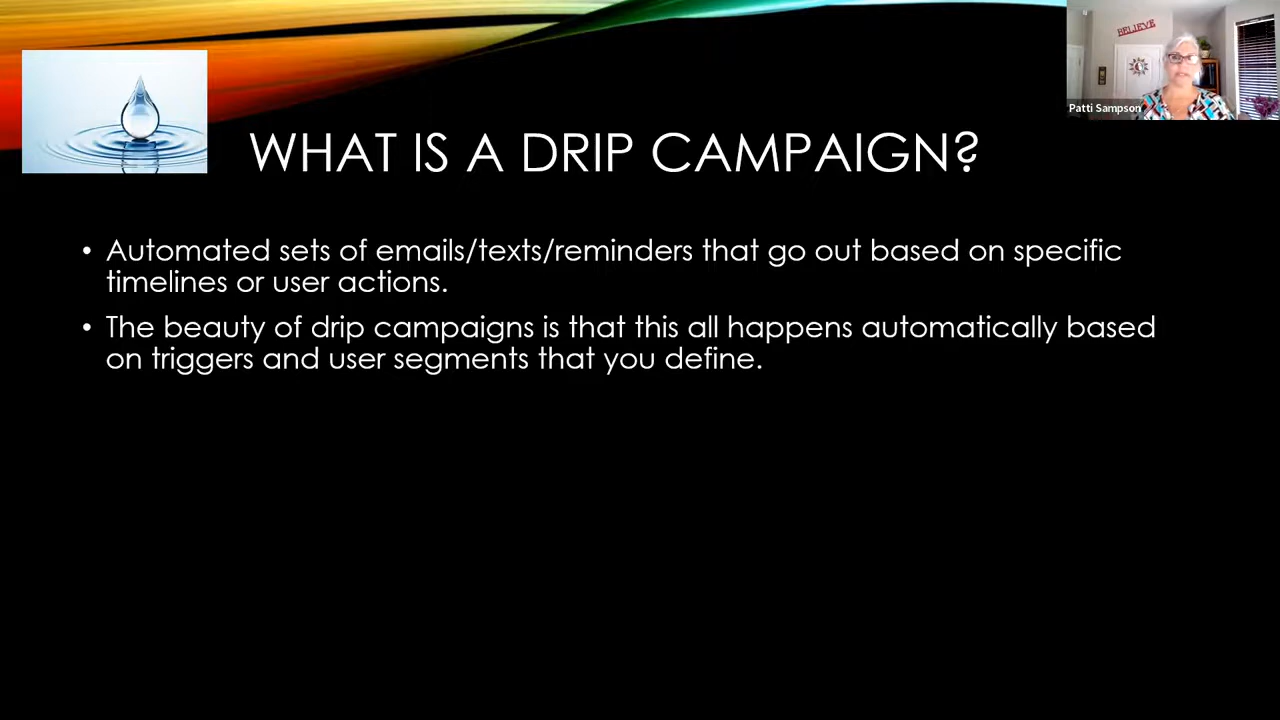 BELIEVE
Patti Sampson
WHAT IS A DRIP CAMPAIGN?
• Automated sets of emails/texts/reminders that go out based on specific
timelines or user actions.
• The beauty of drip campaigns is that this all happens automatically based
on triggers and user segments that you define.